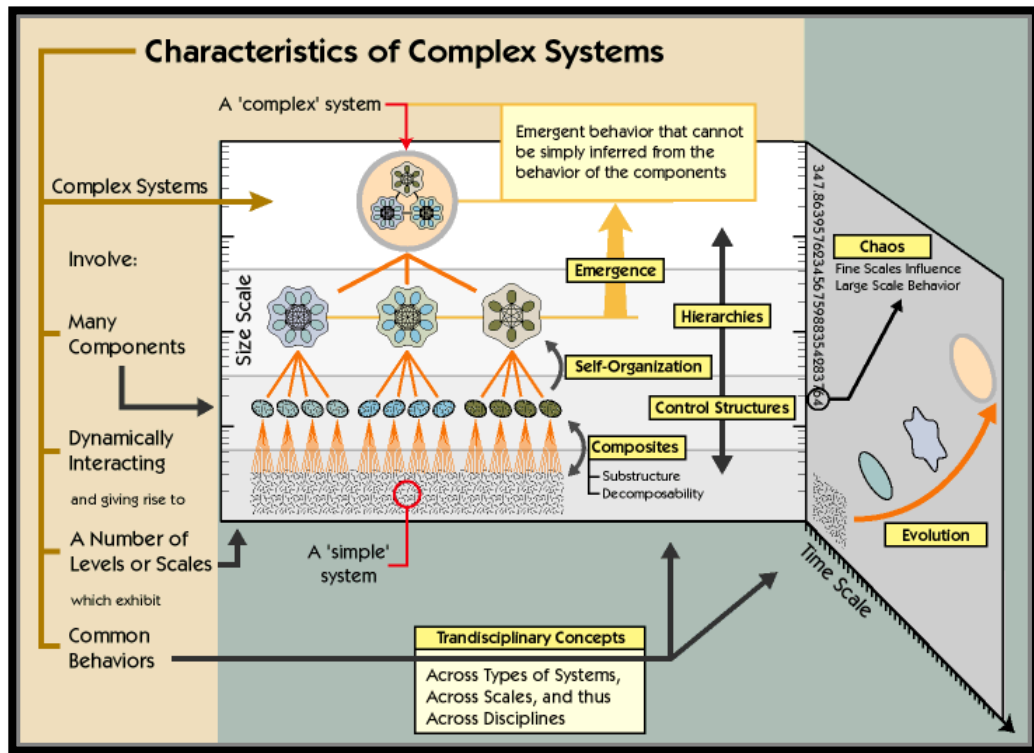 Characteristics of Complex Systems
A 'complex' system
Emergent behavior that cannot
be simply inferred from the
behavior of the components
Complex Systems
Involve:
Many
Components
Dynamically
Interacting
and giving rise to
A Number of
Levels or Scales
which exhibit
Common
Behaviors
Size Scale
Emergence
Hierarchies
Self-Organization
Control Structures
Composites
Substructure
Decomposability
A 'simple'
system
347.86395762345675988354283764
Chaos
Fine Scales Influence
Large Scale Behavior
Evolution
Time Scale
Trandisciplinary Concepts
Across Types of Systems,
Across Scales, and thus
Across Disciplines